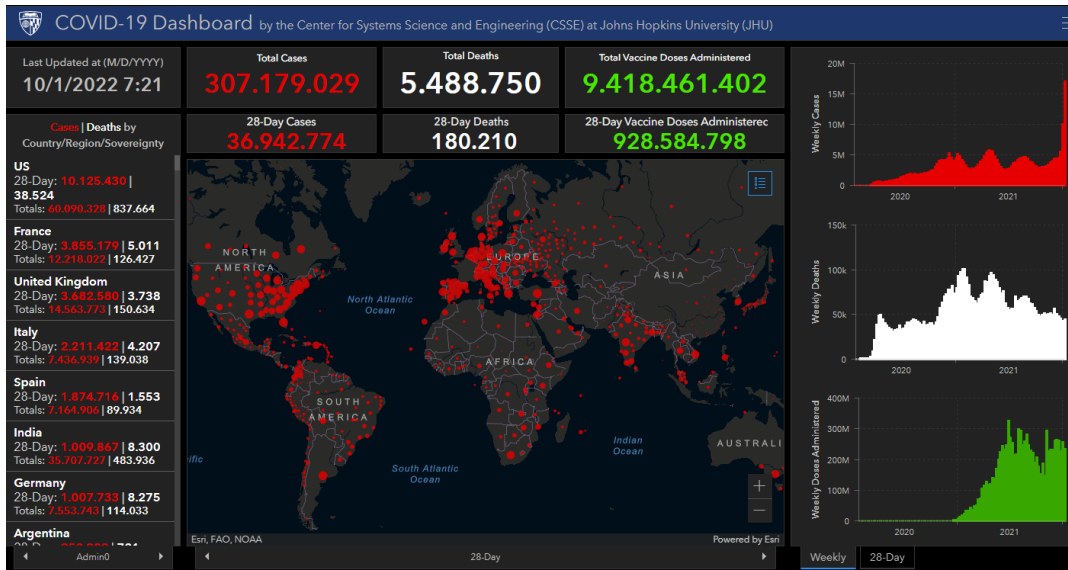 COVID-19 Dashboard by the Center for Systems Science and Engineering (CSSE) at Johns Hopkins University (JHU)
Last Updated at (M/D/YYYY)
10/1/2022 7:21
Cases | Deaths by
Country/Region/Sovereignty
US
28-Day: 10.125.430 |
38.524
Totals: 60.090.328 | 837.664
France
28-Day: 3.855.179 | 5.011
Totals: 12.218.022 | 126.427
United Kingdom
28-Day: 3.682.580 | 3.738
Totals: 14.563.773 | 150.634
Italy
28-Day: 2.211.422 | 4.207
Totals: 7.436.939 | 139.038
Spain
28-Day: 1.874.716 | 1.553
Totals: 7.164.906 | 89.934
India
28-Day: 1.009.867 | 8.300
Totals: 35.707.727 | 483.936
Germany
28-Day: 1.007.733 | 8.275
Totals: 7.553.743 | 114.033
Argentina
Admin0
Total Cases
307.179.029
Total Deaths
5.488.750
Total Vaccine Doses Administered
9.418.461.402
28-Day Cases
36.942.774
28-Day Deaths
180.210
28-Day Vaccine Doses Administerec
928.584.798
NORTH
AMERICA
EUROPE
ASIA
North Atlantic
Ocean
AFRICA
SOUTH
AMERICA
Indian
Ocean
AUSTRALI
ific
South Atlantic
Ocean
+
−
Esri, FAO, NOAA
Powered by Esri
28-Day
Weekly Cases
20M
15M
10M
5M
0
2020
2021
Weekly Deaths
150k
100k
50k
0
2020
2021
Weekly Doses Administered
400M
300M
200M
100M
0
2020
2021
Weekly
28-Day